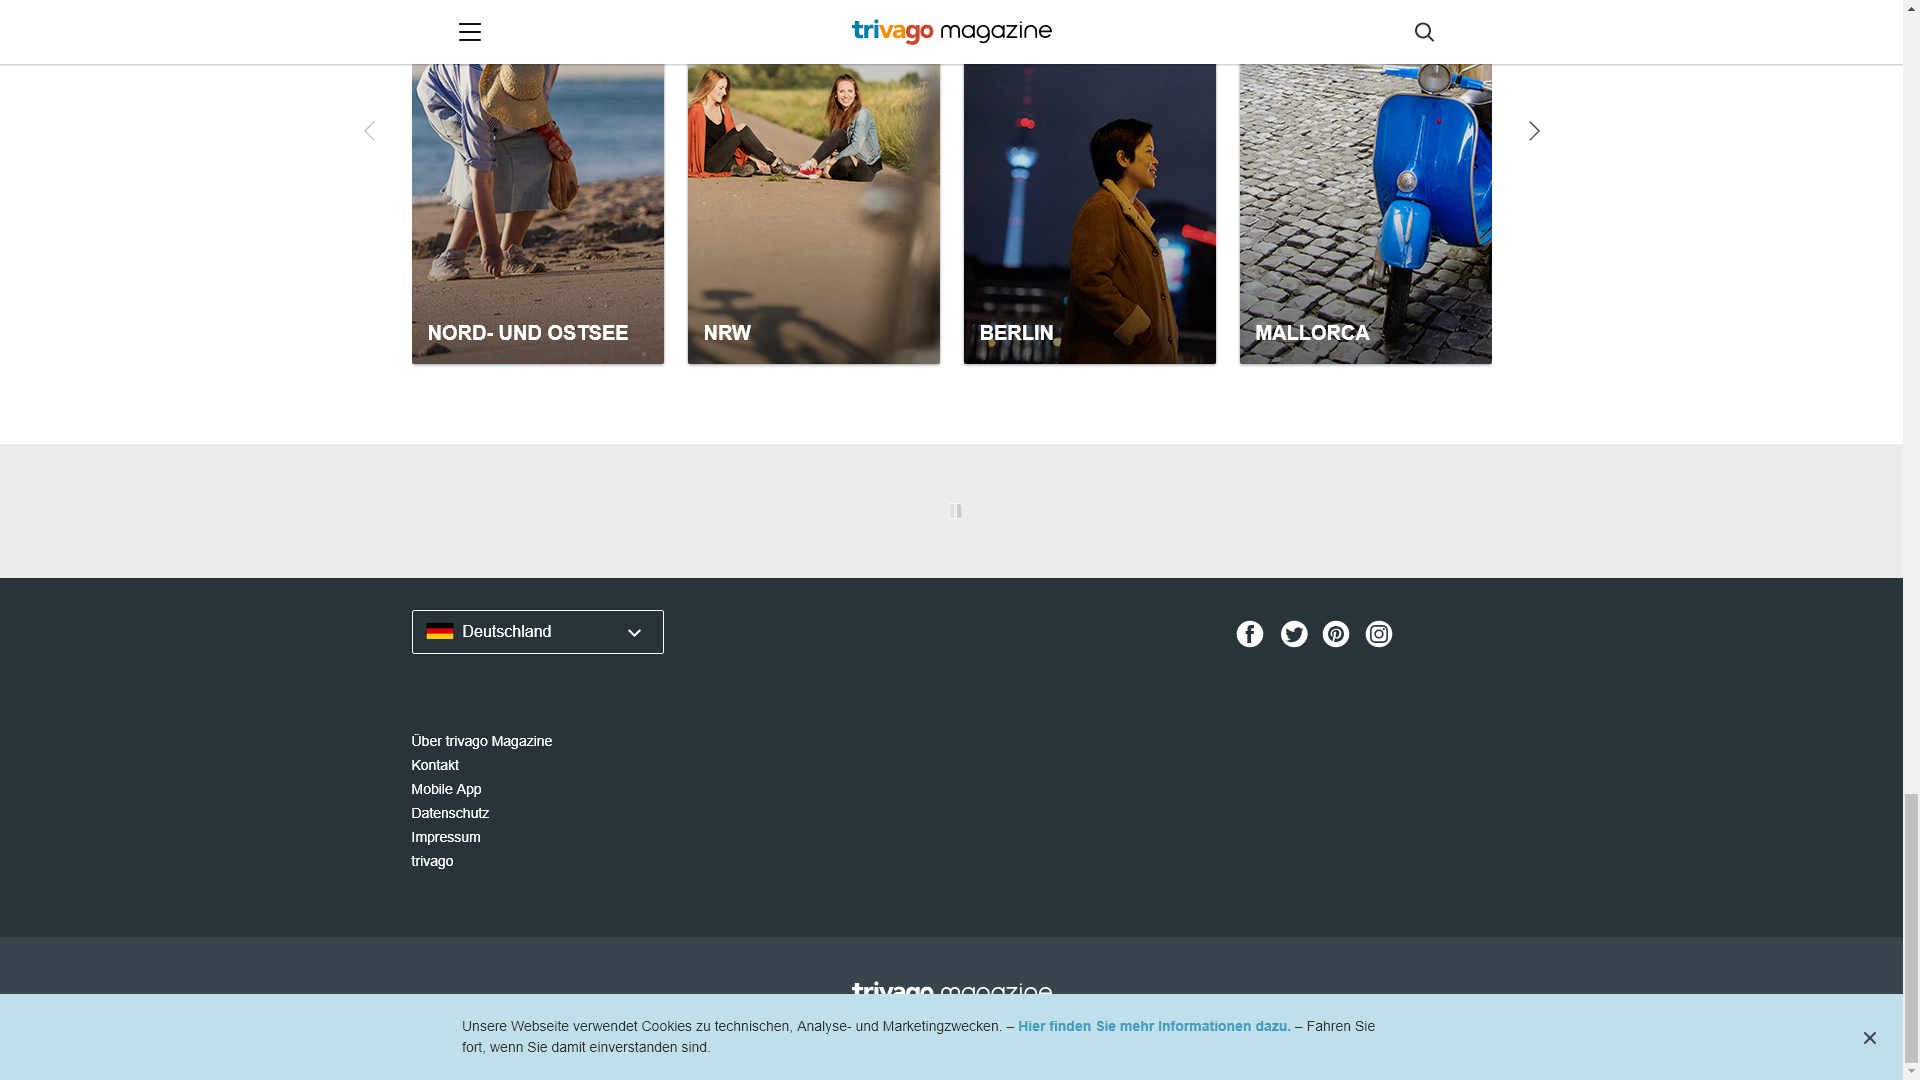 trivago magazine
NORD- UND OSTSEE
NRW
BERLIN
MALLORCA
Deutschland
Über trivago Magazine
Kontakt
Mobile App
Datenschutz
Impressum
trivago
trivago magazine
Unsere Webseite verwendet Cookies zu technischen, Analyse- und Marketingzwecken. – Hier finden Sie mehr Informationen dazu. – Fahren Sie
fort, wenn Sie damit einverstanden sind.